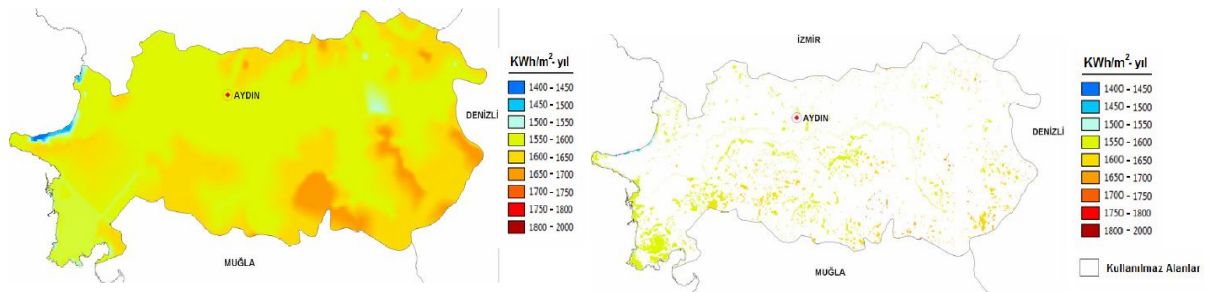 AYDIN
DENİZLİ
MUĞLA
KWh/m²- yıl
1400 - 1450
1450 - 1500
1500 - 1550
1550 - 1600
1600 - 1650
1650 - 1700
1700 - 1750
1750 - 1800
1800 - 2000
İZMİR
AYDIN
DENİZLİ
MUĞLA
KWh/m²- yıl
1400 - 1450
1450 - 1500
1500 - 1550
1550 - 1600
1600 - 1650
1650 - 1700
1700 - 1750
1750 - 1800
1800 - 2000
Kullanılmaz Alanlar